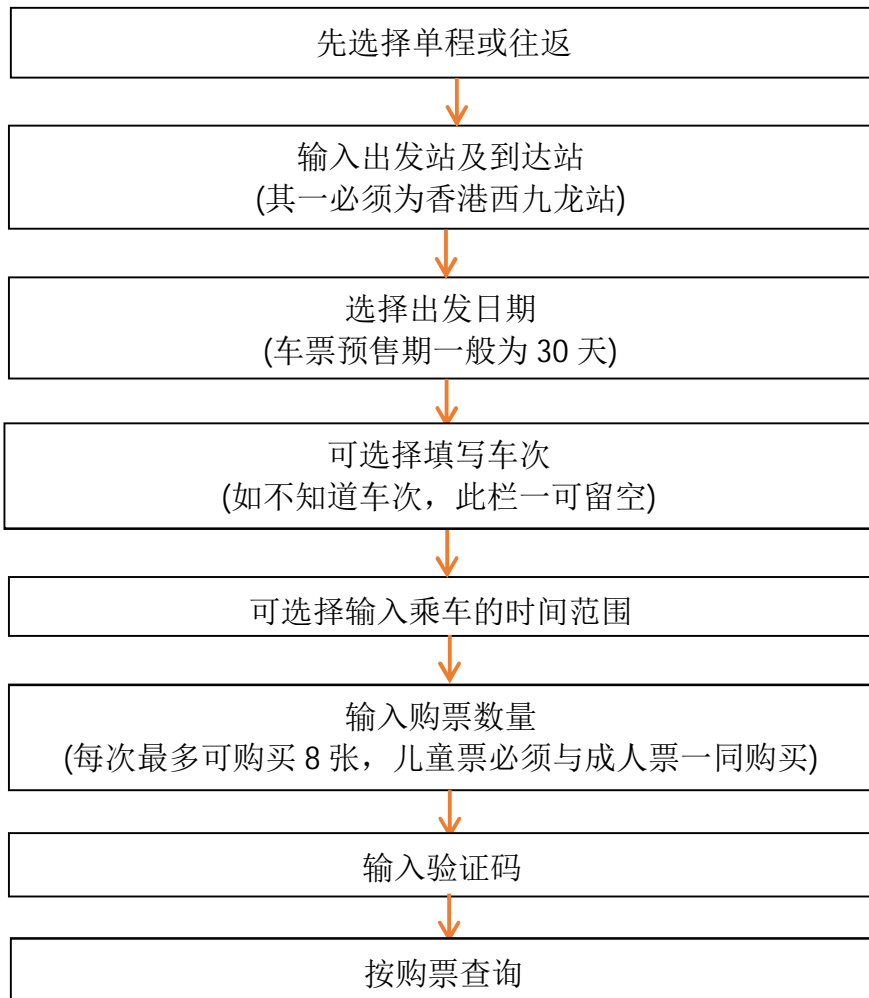 先选择单程或往返
输入出发站及到达站
(其一必须为香港西九龙站)
选择出发日期
(车票预售期一般为 30 天)
可选择填写车次
(如不知道车次，此栏一可留空)
可选择输入乘车的时间范围
输入购票数量
(每次最多可购买 8 张，儿童票必须与成人票一同购买)
输入验证码
按购票查询